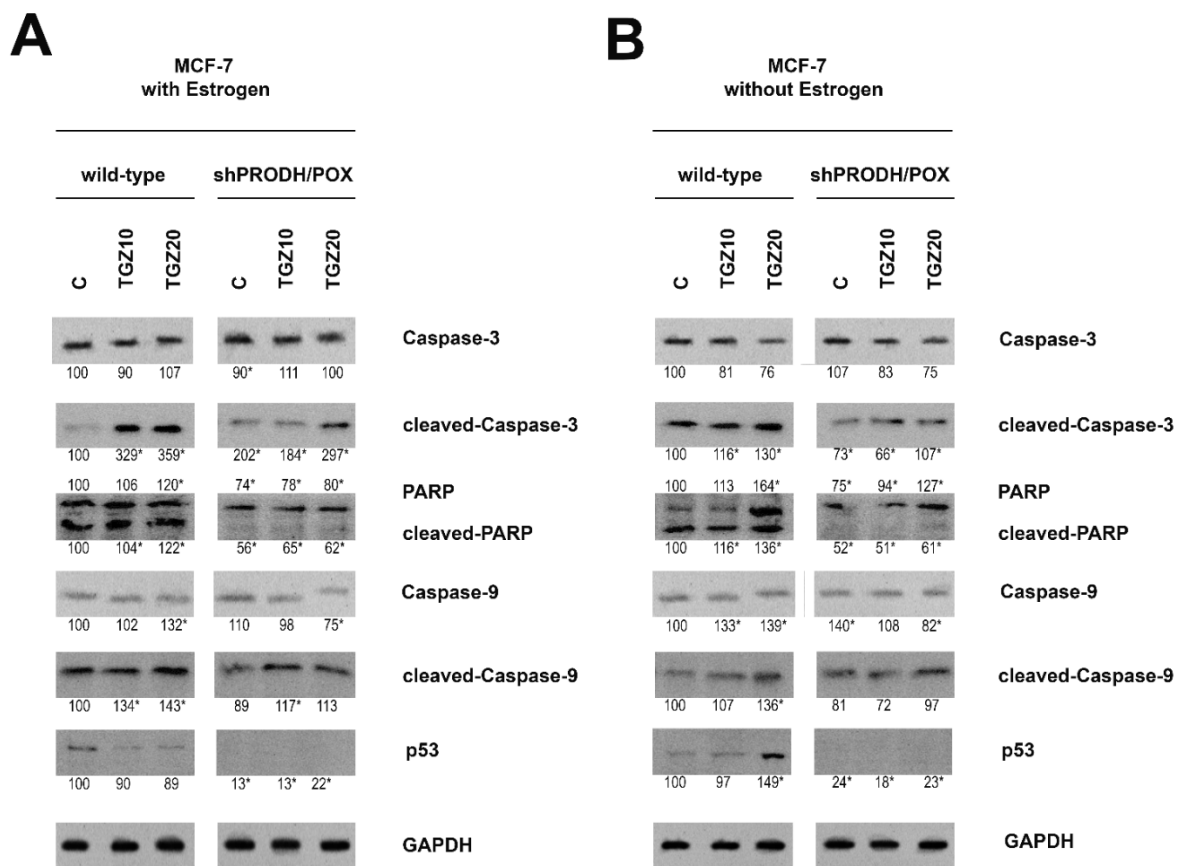 A
MCF-7
with Estrogen
wild-type shPRODH/POX
C TGZ10 TGZ20 C TGZ10 TGZ20
Caspase-3
100 90 107 90* 111 100
cleaved-Caspase-3
100 329* 359* 202* 184* 297*
100 106 120* 74* 78* 80*
PARP
cleaved-PARP
100 104* 122* 56* 65* 62*
Caspase-9
100 102 132* 110 98 75*
cleaved-Caspase-9
100 134* 143* 89 117* 113
p53
100 90 89 13* 13* 22*
GAPDH
B
MCF-7
without Estrogen
wild-type shPRODH/POX
C TGZ10 TGZ20 C TGZ10 TGZ20
Caspase-3
100 81 76 107 83 75
cleaved-Caspase-3
100 116* 130* 73* 66* 107*
100 113 164* 75* 94* 127*
PARP
cleaved-PARP
100 116* 136* 52* 51* 61*
Caspase-9
100 133* 139* 140* 108 82*
cleaved-Caspase-9
100 107 136* 81 72 97
p53
100 97 149* 24* 18* 23*
GAPDH